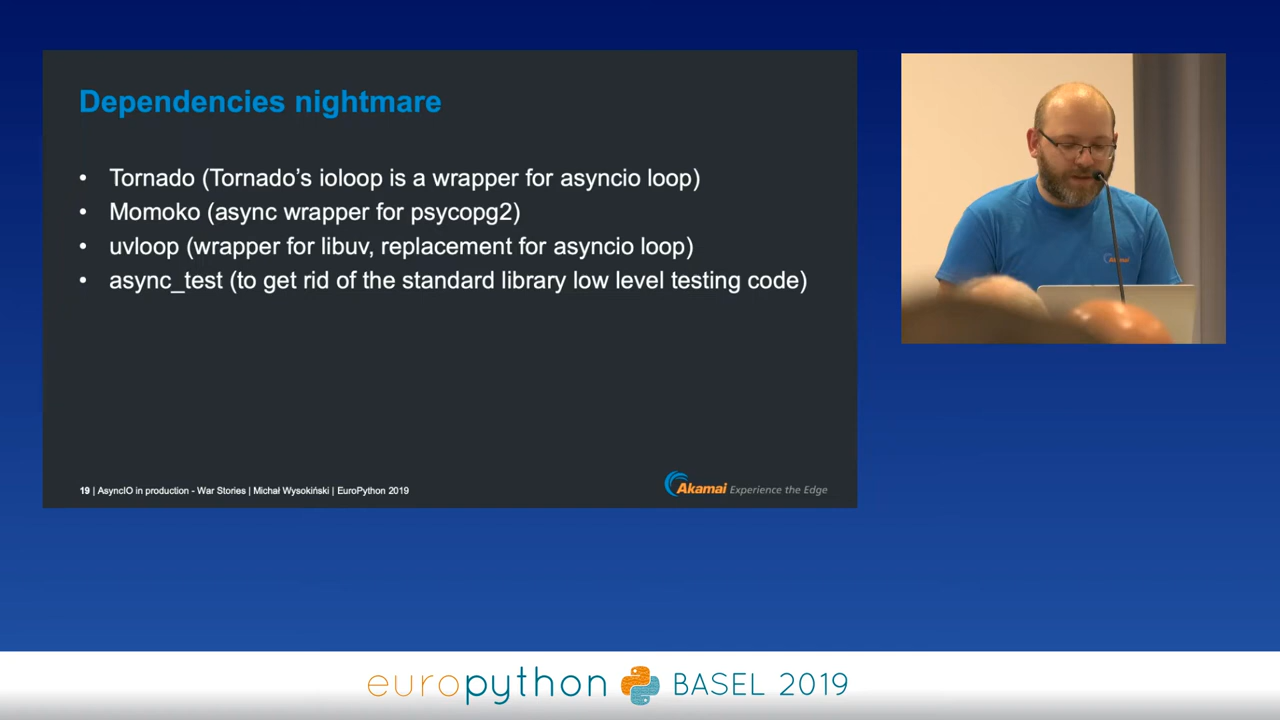 Dependencies nightmare
• Tornado (Tornado’s ioloop is a wrapper for asyncio loop)
• Momoko (async wrapper for psycopg2)
• uvloop (wrapper for libuv, replacement for asyncio loop)
• async_test (to get rid of the standard library low level testing code)
19 | AsyncIO in production - War Stories | Michał Wysokiński | EuroPython 2019
Akamai Experience the Edge
europython BASEL 2019